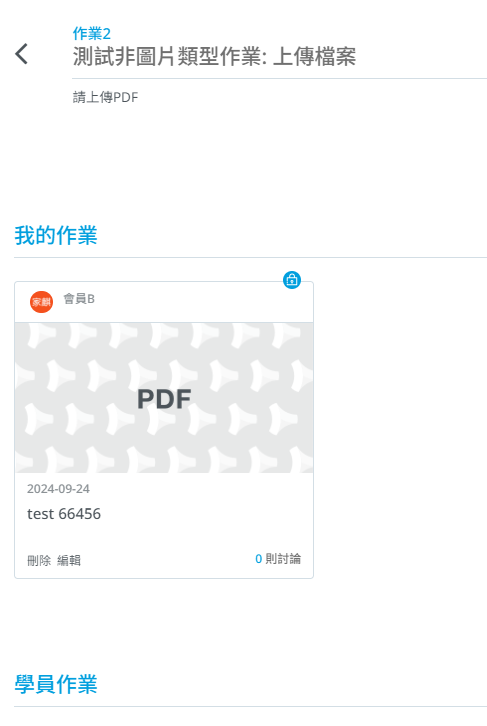 作業2
測試非圖片類型作業: 上傳檔案
請上傳PDF
我的作業
家麒
會員B
PDF
2024-09-24
test 66456
刪除 編輯
0 則討論
學員作業